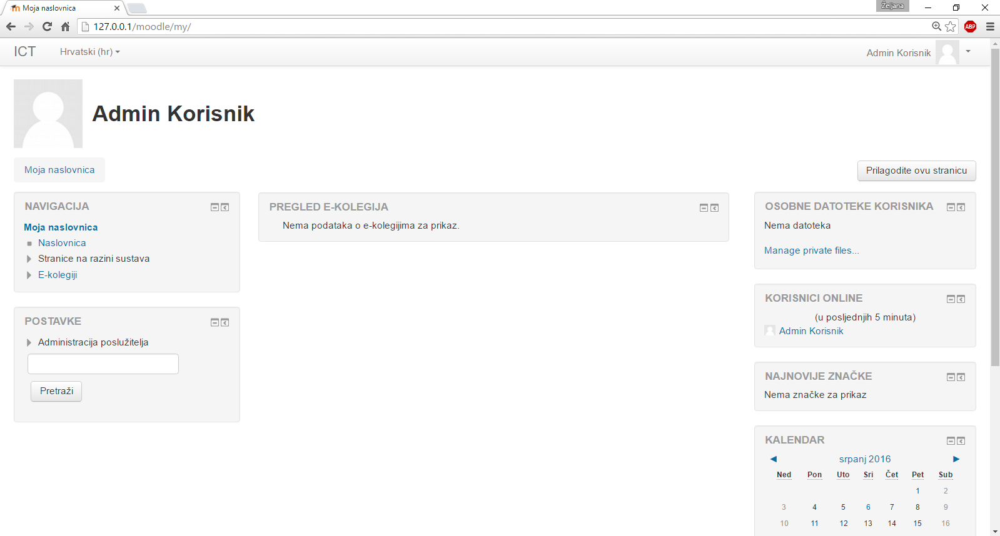 Moja naslovnica
Željana
127.0.0.1/moodle/my/
ABP
ICT
Hrvatski (hr)
Admin Korisnik
Admin Korisnik
Moja naslovnica
Prilagodite ovu stranicu
NAVIGACIJA
Moja naslovnica
Naslovnica
Stranice na razini sustava
E-kolegiji
POSTAVKE
Administracija poslužitelja
Pretraži
PREGLED E-KOLEGIJA
Nema podataka o e-kolegijima za prikaz.
OSOBNE DATOTEKE KORISNIKA
Nema datoteka
Manage private files...
KORISNICI ONLINE
(u posljednjih 5 minuta)
Admin Korisnik
NAJNOVIJE ZNAČKE
Nema značke za prikaz
KALENDAR
srpanj 2016
Ned Pon Uto Sri Čet Pet Sub
1 2
3 4 5 6 7 8 9
10 11 12 13 14 15 16